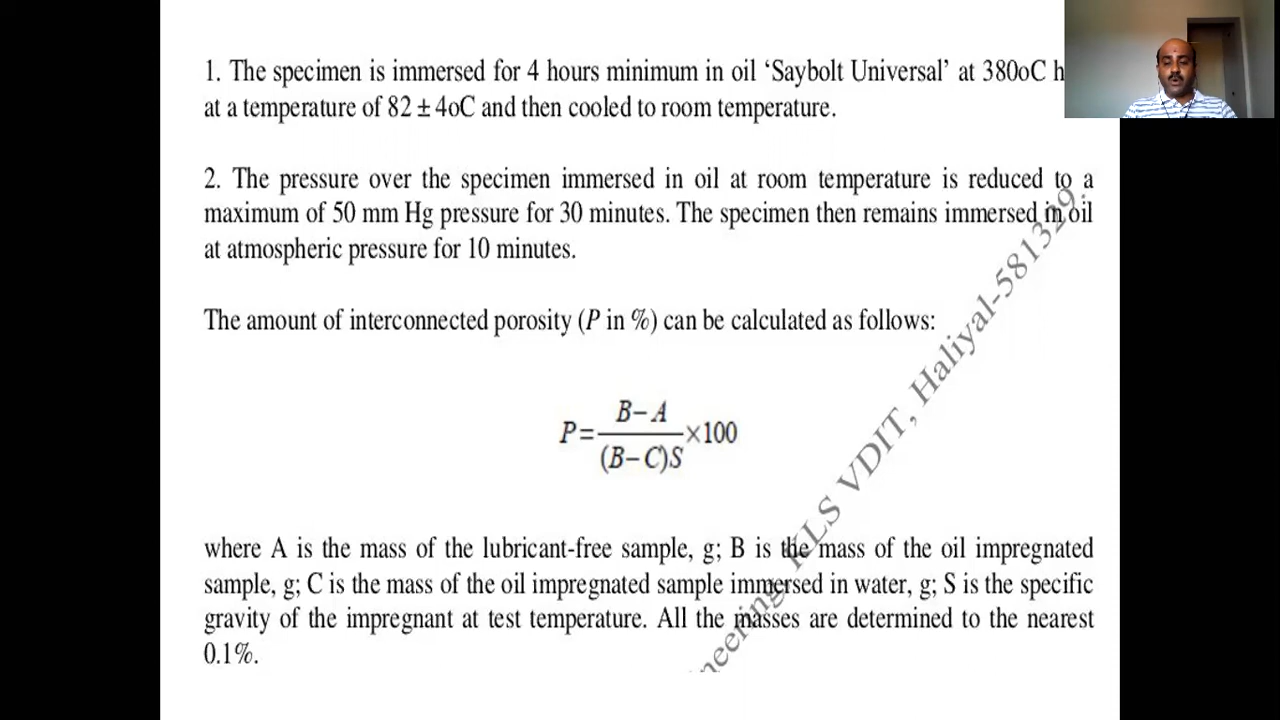 1. The specimen is immersed for 4 hours minimum in oil ‘Saybolt Universal’ at 380oC h
at a temperature of 82 ± 4oC and then cooled to room temperature.
2. The pressure over the specimen immersed in oil at room temperature is reduced to a
maximum of 50 mm Hg pressure for 30 minutes. The specimen then remains immersed in oil
at atmospheric pressure for 10 minutes.
The amount of interconnected porosity (P in %) can be calculated as follows:
P = (B − A) / ((B − C)S) × 100
where A is the mass of the lubricant-free sample, g; B is the mass of the oil impregnated
sample, g; C is the mass of the oil impregnated sample immersed in water, g; S is the specific
gravity of the impregnant at test temperature. All the masses are determined to the nearest
0.1%.
neering, KLS VDIT, Haliyal-581329.